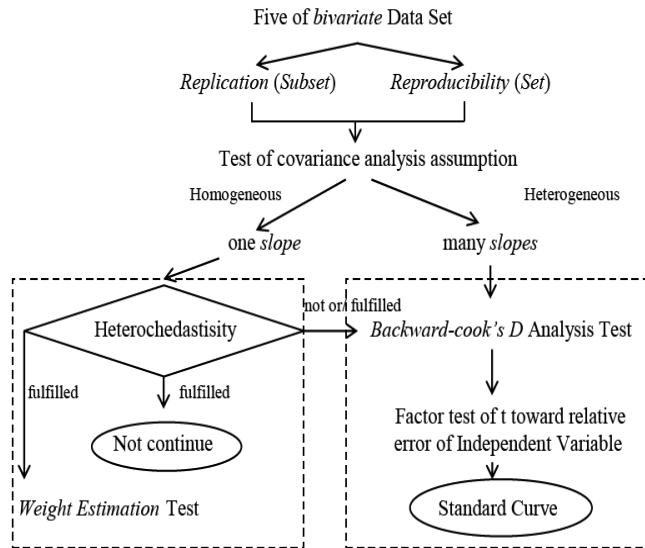 Five of bivariate Data Set
Replication (Subset)
Reproducibility (Set)
Test of covariance analysis assumption
Homogeneous
Heterogeneous
one slope
many slopes
Heterochedastisity
not or/ fulfilled
Backward-cook's D Analysis Test
fulfilled
fulfilled
Not continue
Factor test of t toward relative
error of Independent Variable
Weight Estimation Test
Standard Curve